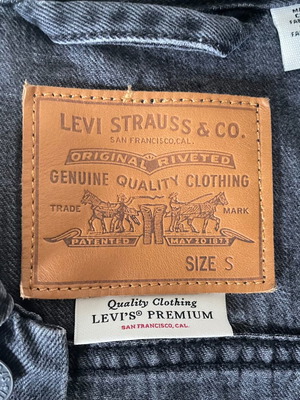 LEVI STRAUSS & CO.
SAN FRANCISCO, CAL.
ORIGINAL RIVETED
GENUINE QUALITY CLOTHING
TRADE MARK
PATENTED MAY 20 1873
SIZE S
Quality Clothing
LEVI'S® PREMIUM
SAN FRANCISCO, CAL.